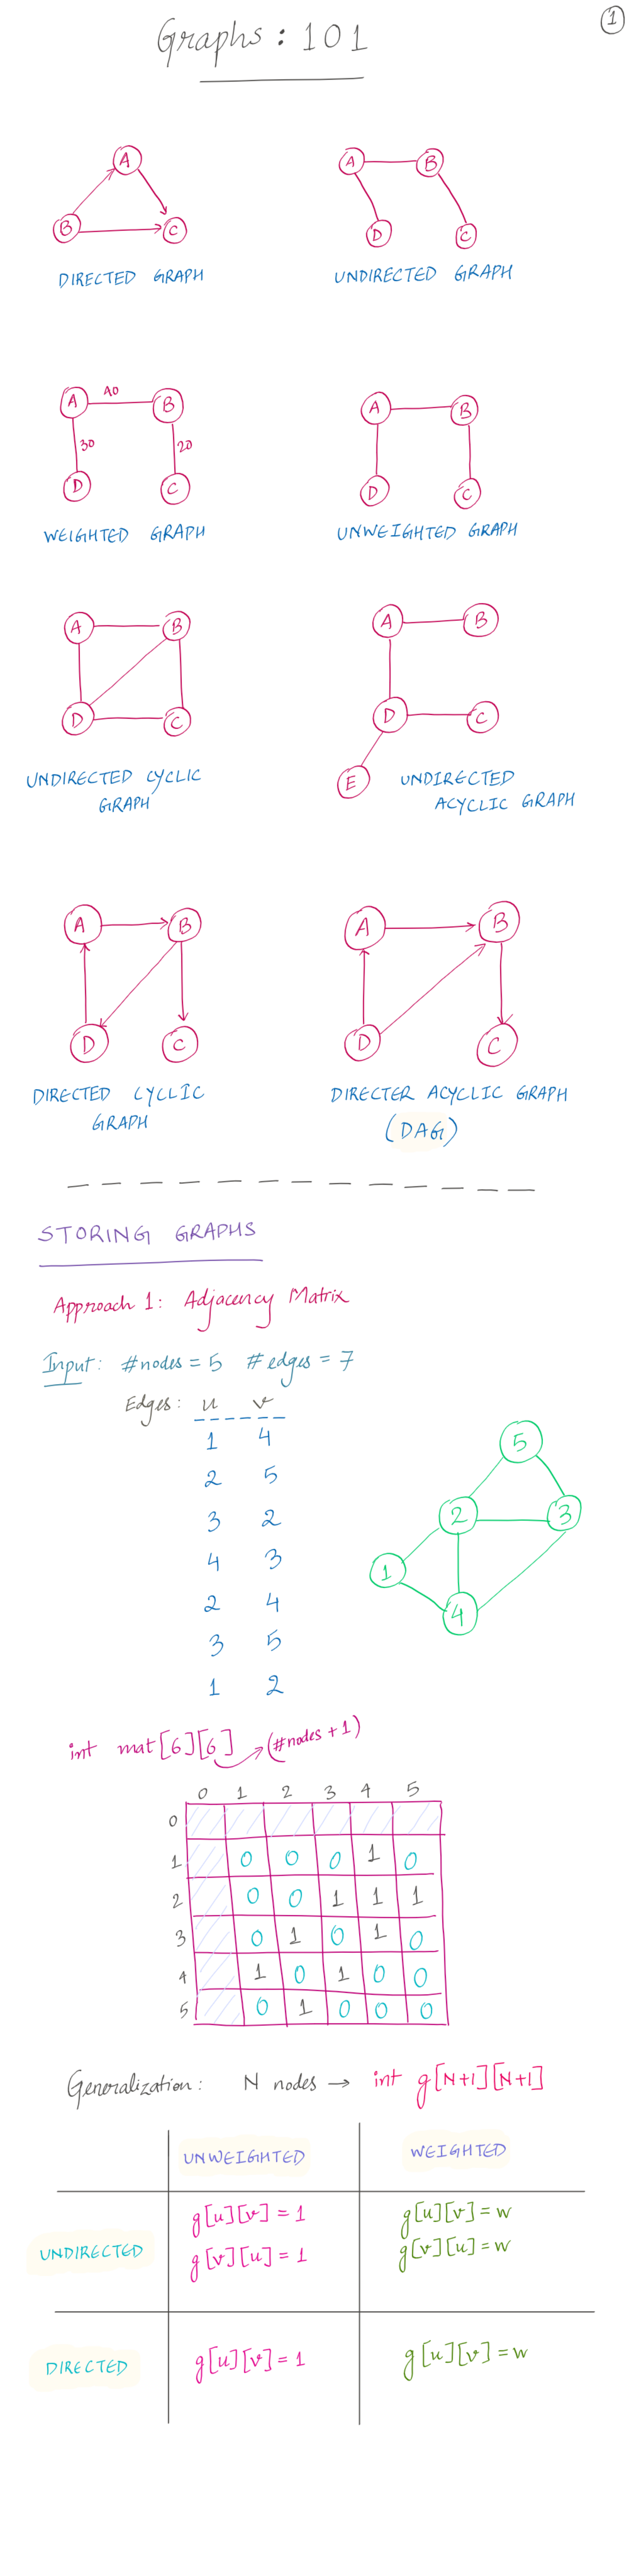 Graphs : 101
1
A
B
C
DIRECTED GRAPH
A
B
D
C
UNDIRECTED GRAPH
A
40
B
30
20
D
C
WEIGHTED GRAPH
A
B
D
C
UNWEIGHTED GRAPH
A
B
D
C
UNDIRECTED CYCLIC
GRAPH
A
B
D
C
E
UNDIRECTED
ACYCLIC GRAPH
A
B
D
C
DIRECTED CYCLIC
GRAPH
A
B
D
C
DIRECTER ACYCLIC GRAPH
(DAG)
STORING GRAPHS
Approach 1: Adjacency Matrix
Input: #nodes = 5 #edges = 7
Edges: u v
1 4
2 5
3 2
4 3
2 4
3 5
1 2
5
2
3
1
4
int mat[6][6] (#nodes + 1)
0 1 2 3 4 5
0
1 0 0 0 1 0
2 0 0 1 1 1
3 0 1 0 1 0
4 1 0 1 0 0
5 0 1 0 0 0
Generalization: N nodes → int g[N+1][N+1]
UNWEIGHTED WEIGHTED
UNDIRECTED
g[u][v] = 1
g[v][u] = 1
g[u][v] = w
g[v][u] = w
DIRECTED g[u][v] = 1 g[u][v] = w